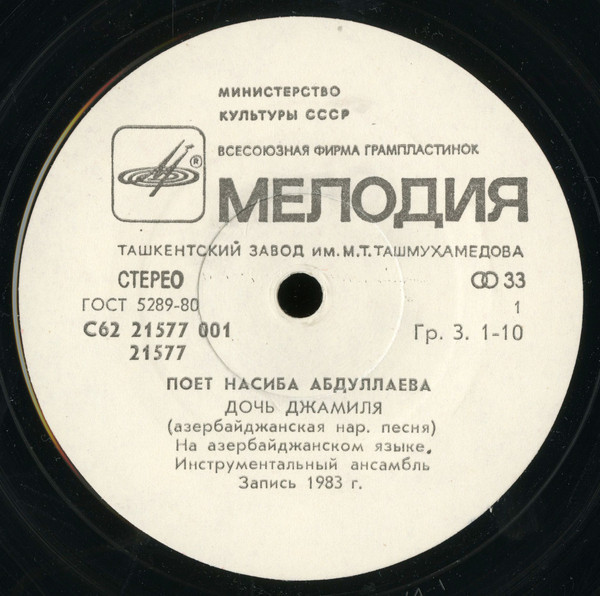 МИНИСТЕРСТВО
КУЛЬТУРЫ СССР
ВСЕСОЮЗНАЯ ФИРМА ГРАМПЛАСТИНОК
®
МЕЛОДИЯ
ТАШКЕНТСКИЙ ЗАВОД ИМ. М.Т. ТАШМУХАМЕДОВА
СТЕРЕО 33
ГОСТ 5289-80 1
С62 21577 001 Гр. 3. 1-10
21577
ПОЕТ НАСИБА АБДУЛЛАЕВА
ДОЧЬ ДЖАМИЛЯ
(азербайджанская нар. песня)
На азербайджанском языке.
Инструментальный ансамбль
Запись 1983 г.